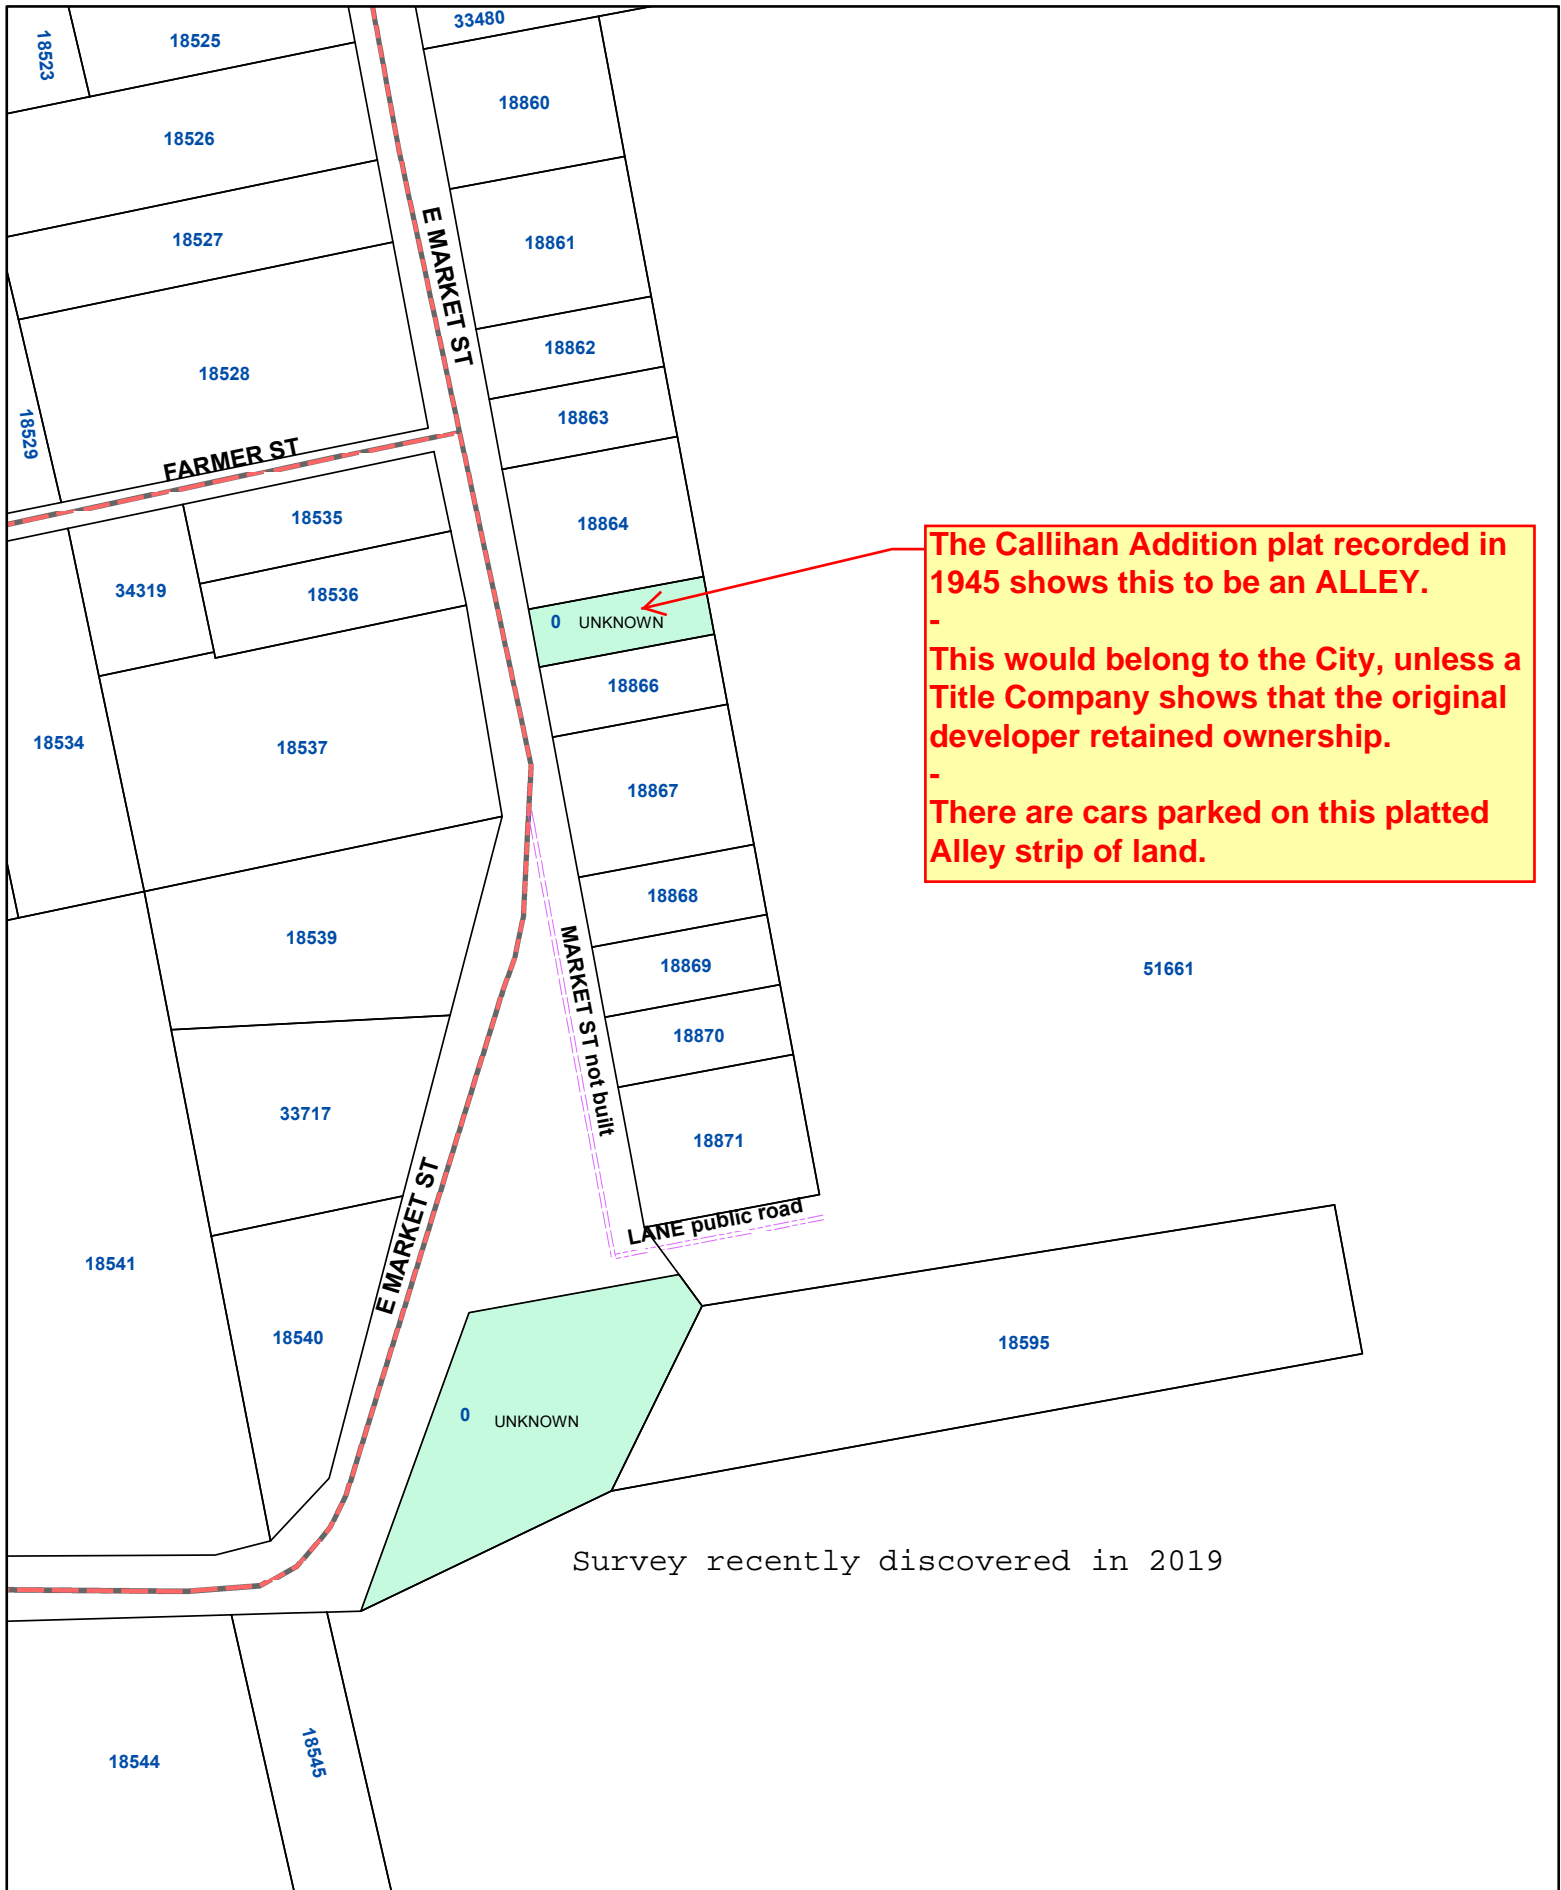 33480
18523
18525
18860
18526
18527
E MARKET ST
18861
18862
18528
18863
18529
FARMER ST
18535
18864
34319
18536
The Callihan Addition plat recorded in
1945 shows this to be an ALLEY.
-
This would belong to the City, unless a
Title Company shows that the original
developer retained ownership.
-
There are cars parked on this platted
Alley strip of land.
0 UNKNOWN
18866
18534
18537
18867
18868
18539
MARKET ST not built
18869
51661
18870
33717
18871
E MARKET ST
LANE public road
18541
18540
18595
0 UNKNOWN
Survey recently discovered in 2019
18544
18545